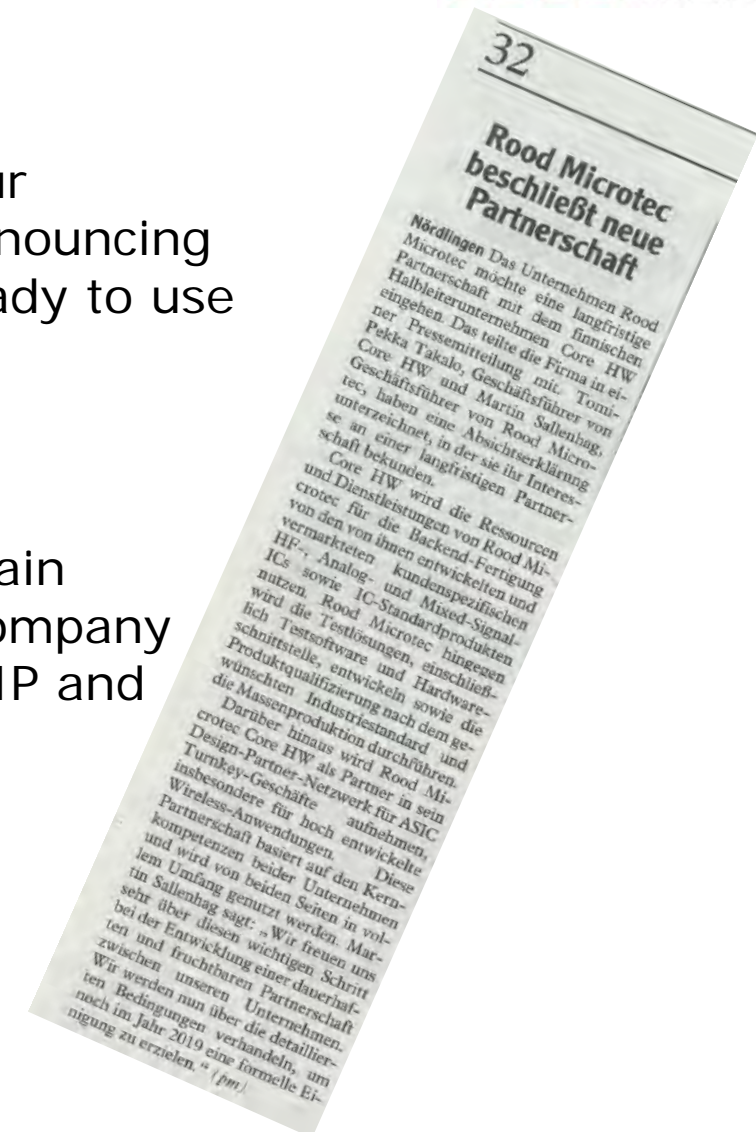 ur
nouncing
ady to use
ain
ompany
IP and
32
Rood Microtec
beschließt neue
Partnerschaft
Nördlingen Das Unternehmen Rood
Microtec möchte eine langfristige
Partnerschaft mit dem finnischen
Halbleiterunternehmen Core HW
eingehen. Das teilte die Firma in ei-
ner Pressemitteilung mit. Tomi-
Pekka Takalo, Geschäftsführer von
Core HW und Martin Sallenhag,
Geschäftsführer von Rood Micro-
tec, haben eine Absichtserklärung
unterzeichnet, in der sie ihr Interes-
se an einer langfristigen Partner-
schaft bekunden.
Core HW wird die Ressourcen
und Dienstleistungen von Rood Mi-
crotec für die Backend-Fertigung
von den von ihnen entwickelten und
vermarkteten kundenspezifischen
HF-, Analog- und Mixed-Signal-
ICs sowie IC-Standardprodukten
nutzen. Rood Microtec hingegen
wird die Testlösungen, einschließ-
lich Testsoftware und Hardware-
schnittstelle, entwickeln sowie die
Produktqualifizierung nach dem ge-
wünschten Industriestandard und
die Massenproduktion durchführen.
Darüber hinaus wird Rood Mi-
crotec Core HW als Partner in sein
Design-Partner-Netzwerk für ASIC
Turnkey-Geschäfte aufnehmen,
insbesondere für hoch entwickelte
Wireless-Anwendungen. Diese
Partnerschaft basiert auf den Kern-
kompetenzen beider Unternehmen
und wird von beiden Seiten in vol-
lem Umfang genutzt werden. Mar-
tin Sallenhag sagt: „Wir freuen uns
sehr über diesen wichtigen Schritt
bei der Entwicklung einer dauerhaf-
ten und fruchtbaren Partnerschaft
zwischen unseren Unternehmen.
Wir werden nun über die detaillier-
ten Bedingungen verhandeln, um
noch im Jahr 2019 eine formelle Ei-
nigung zu erzielen.“ (pm)